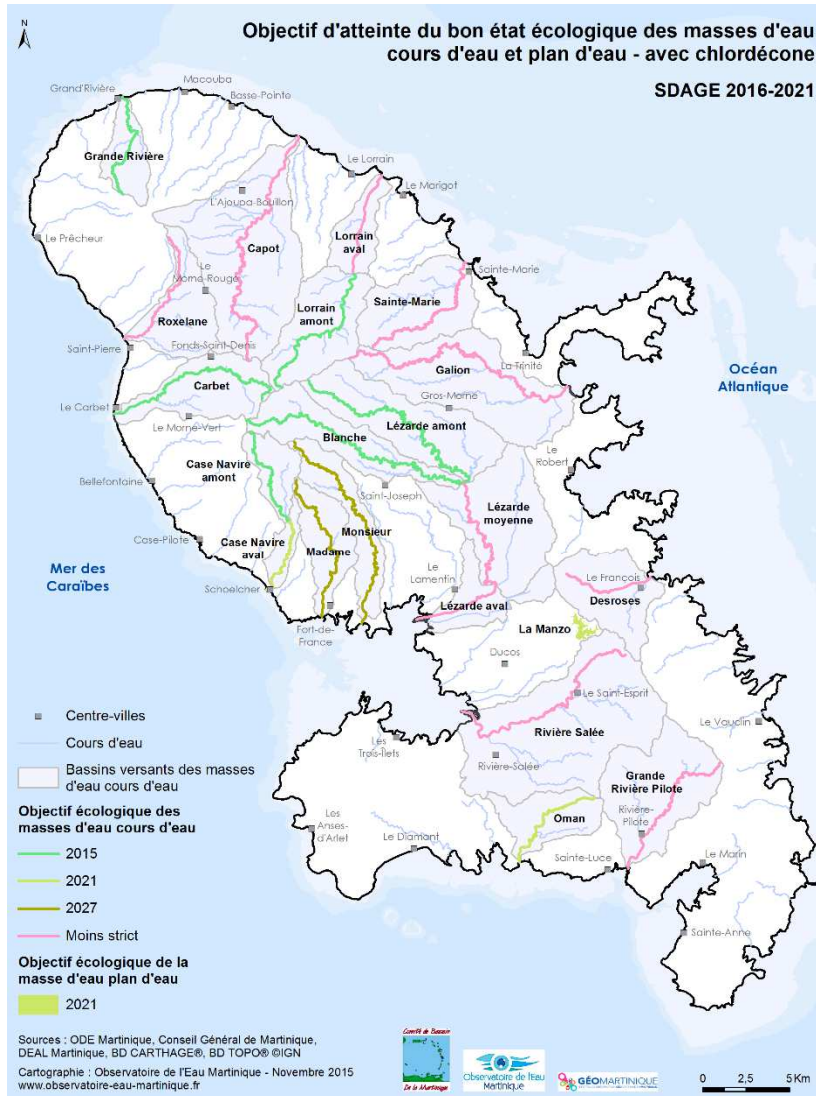 N
Objectif d'atteinte du bon état écologique des masses d'eau
cours d'eau et plan d'eau - avec chlordécone
SDAGE 2016-2021
Grand'Rivière
Macouba
Basse-Pointe
Grande Rivière
Le Lorrain
Le Marigot
L'Ajoupa-Bouillon
Lorrain
aval
Le Prêcheur
Capot
Le
Morne-Rouge
Sainte-Marie
Sainte-Marie
Lorrain
amont
Roxelane
Saint-Pierre
Fonds-Saint-Denis
La Trinité
Galion
Océan
Atlantique
Carbet
Gros-Morne
Le Carbet
Le Morne-Vert
Lézarde amont
Blanche
Le
Robert
Case Navire
amont
Bellefontaine
Saint-Joseph
Lézarde
moyenne
Case-Pilote
Case Navire
aval
Monsieur
Madame
Mer des
Caraïbes
Schoelcher
Le
Lamentin
Le François
Desroses
Fort-de-
France
Lézarde aval
La Manzo
Ducos
Le Saint-Esprit
Le Vauclin
Rivière Salée
Les
Trois-Îlets
Rivière-Salée
Grande
Rivière Pilote
Les
Anses-
d'Arlet
Oman
Rivière-
Pilote
Le Diamant
Sainte-Luce
Le Marin
Sainte-Anne
Centre-villes
Cours d'eau
Bassins versants des masses
d'eau cours d'eau
Objectif écologique des
masses d'eau cours d'eau
2015
2021
2027
Moins strict
Objectif écologique de la
masse d'eau plan d'eau
2021
Sources : ODE Martinique, Conseil Général de Martinique,
DEAL Martinique, BD CARTHAGE®, BD TOPO® ©IGN
Cartographie : Observatoire de l'Eau Martinique - Novembre 2015
www.observatoire-eau-martinique.fr
Comité de Bassin
De la Martinique
Observatoire de l'Eau
Martinique
GÉOMARTINIQUE
0 2,5 5 Km